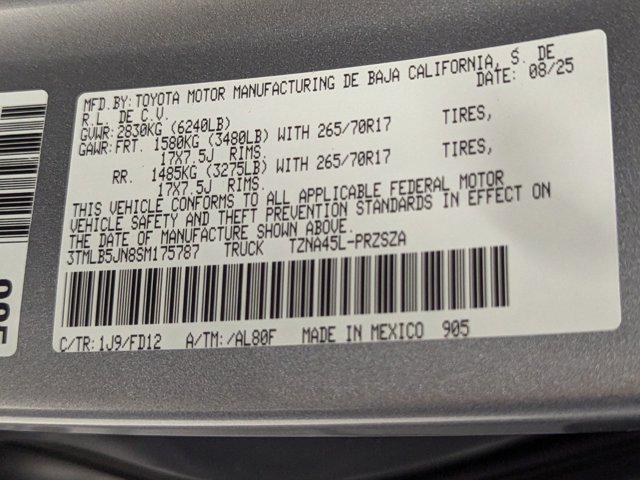 MFD.BY: TOYOTA MOTOR MANUFACTURING DE BAJA CALIFORNIA, S. DE
R.L. DE C.V. DATE: 08/25
GVWR: 2830KG (6240LB)
GAWR: FRT. 1580KG (3480LB) WITH 265/70R17 TIRES,
17X7.5J RIMS.
RR. 1485KG (3275LB) WITH 265/70R17 TIRES,
17X7.5J RIMS.
THIS VEHICLE CONFORMS TO ALL APPLICABLE FEDERAL MOTOR
VEHICLE SAFETY AND THEFT PREVENTION STANDARDS IN EFFECT ON
THE DATE OF MANUFACTURE SHOWN ABOVE.
3TMLB5JN8SM175787 TRUCK TZNA45L-PRZSZA
C/TR: 1J9/FD12 A/TM: /AL80F MADE IN MEXICO 905